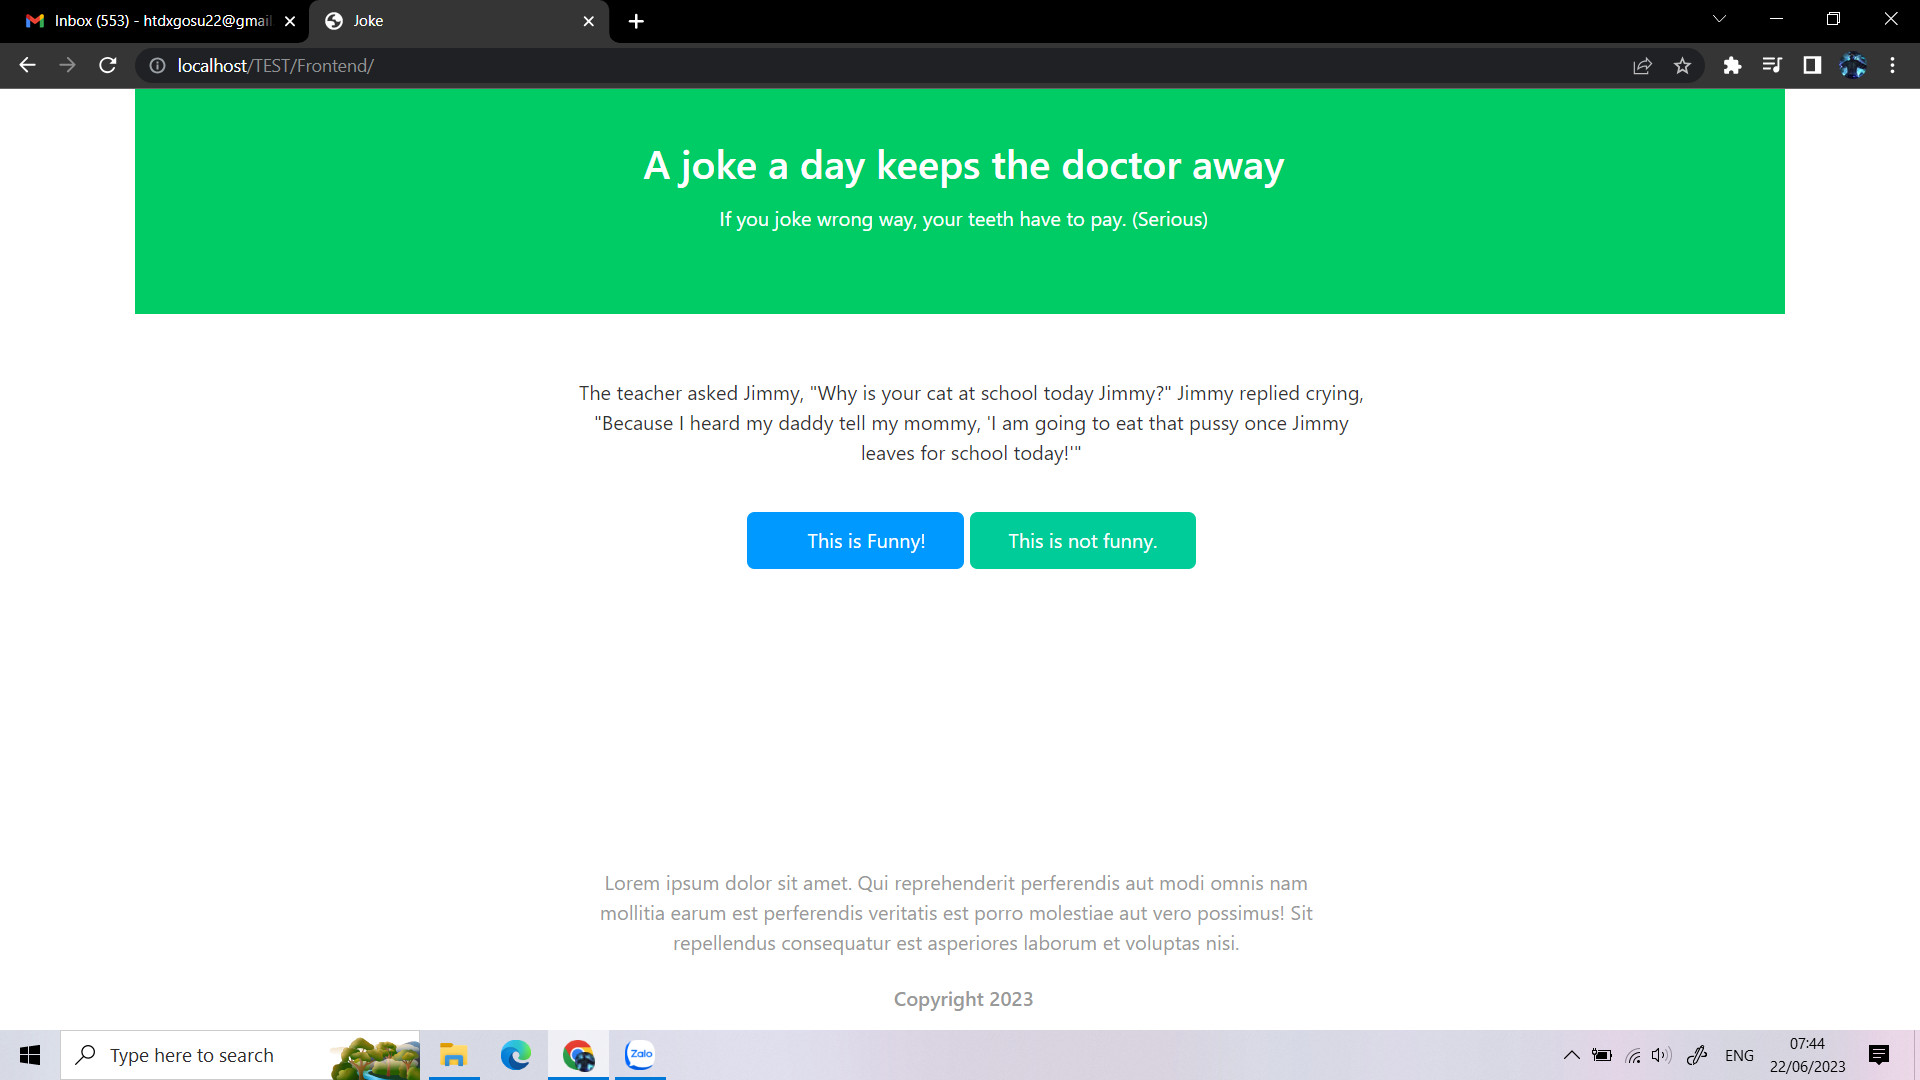 Inbox (553) - htdxgosu22@gmail
Joke
localhost/TEST/Frontend/
A joke a day keeps the doctor away
If you joke wrong way, your teeth have to pay. (Serious)
The teacher asked Jimmy, "Why is your cat at school today Jimmy?" Jimmy replied crying,
"Because I heard my daddy tell my mommy, 'I am going to eat that pussy once Jimmy
leaves for school today!'"
This is Funny!
This is not funny.
Lorem ipsum dolor sit amet. Qui reprehenderit perferendis aut modi omnis nam
mollitia earum est perferendis veritatis est porro molestiae aut vero possimus! Sit
repellendus consequatur est asperiores laborum et voluptas nisi.
Copyright 2023
Type here to search
Zalo
ENG
07:44
22/06/2023